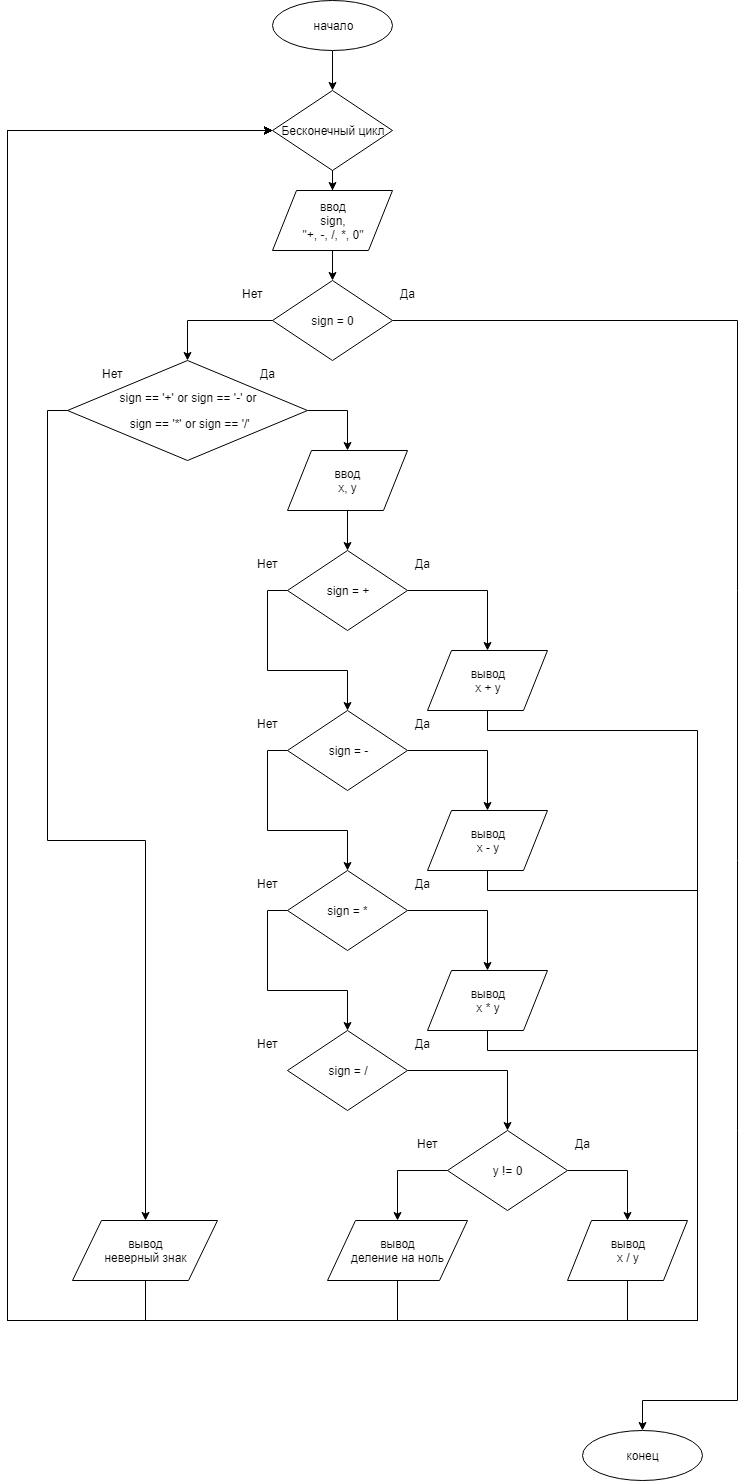 начало
Бесконечный цикл
ввод
sign,
"+, -, /, *, 0"
Нет
Да
sign = 0
Нет
Да
sign == '+' or sign == '-' or
sign == '*' or sign == '/'
ввод
x, y
Нет
Да
sign = +
вывод
x + y
Нет
Да
sign = -
вывод
x - y
Нет
Да
sign = *
вывод
x * y
Нет
Да
sign = /
Нет
Да
y != 0
вывод
неверный знак
вывод
деление на ноль
вывод
x / y
конец